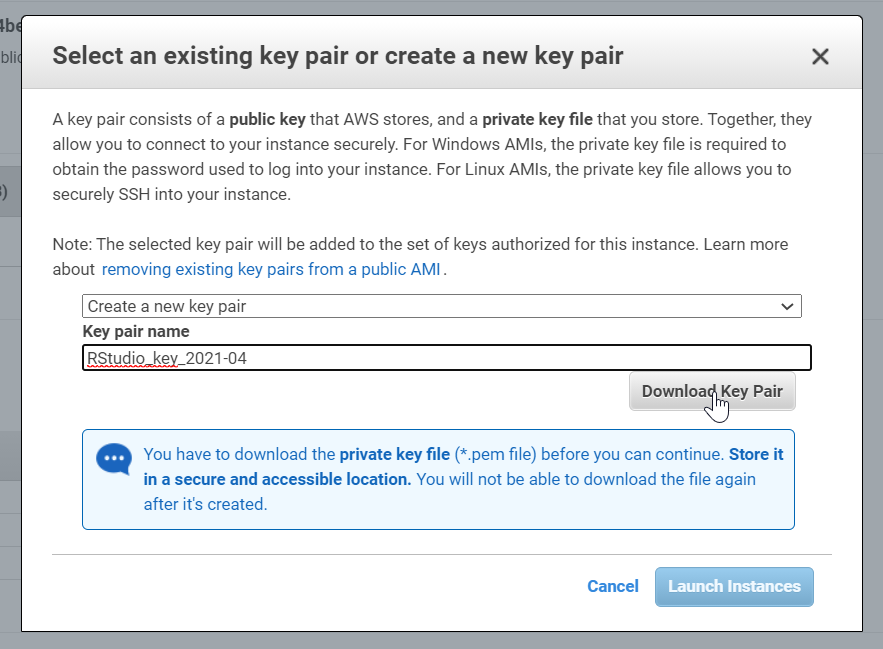 4be
Select an existing key pair or create a new key pair
blic
A key pair consists of a public key that AWS stores, and a private key file that you store. Together, they
allow you to connect to your instance securely. For Windows AMIs, the private key file is required to
obtain the password used to log into your instance. For Linux AMIs, the private key file allows you to
securely SSH into your instance.
Note: The selected key pair will be added to the set of keys authorized for this instance. Learn more
about removing existing key pairs from a public AMI.
Create a new key pair
Key pair name
RStudio_key_2021-04
Download Key Pair
You have to download the private key file (*.pem file) before you can continue. Store it
in a secure and accessible location. You will not be able to download the file again
after it's created.
Cancel Launch Instances